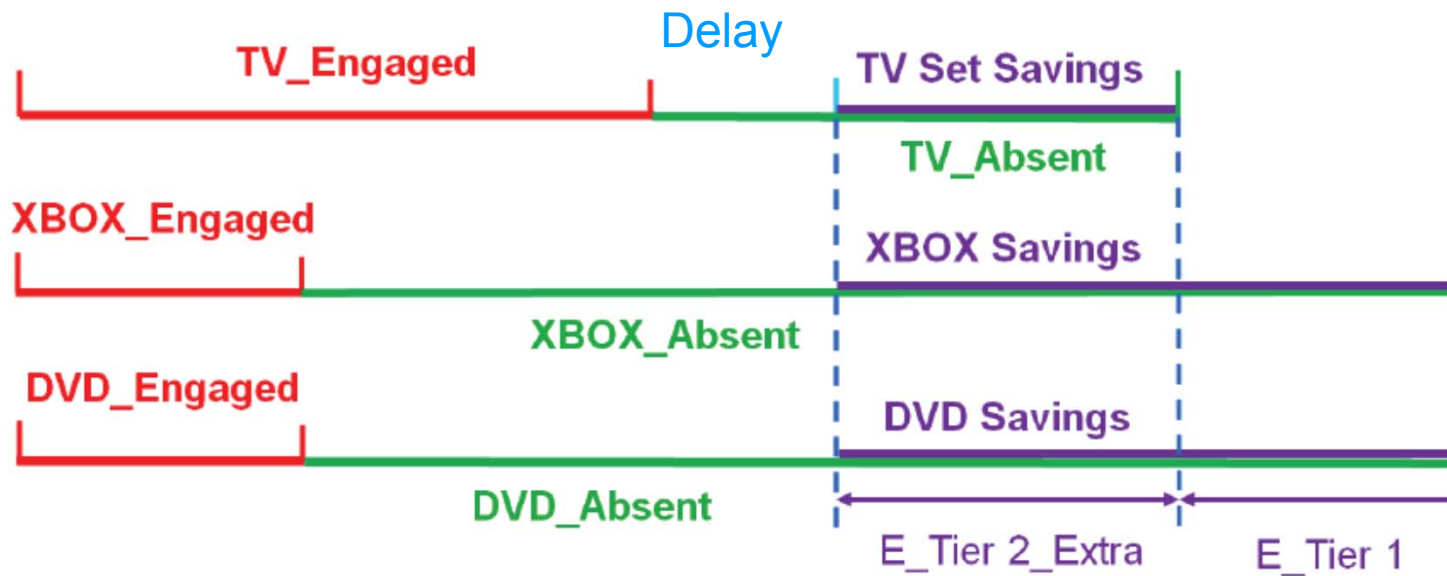 Delay
TV_Engaged
TV Set Savings
TV_Absent
XBOX_Engaged
XBOX Savings
XBOX_Absent
DVD_Engaged
DVD Savings
DVD_Absent
E_Tier 2_Extra
E_Tier 1